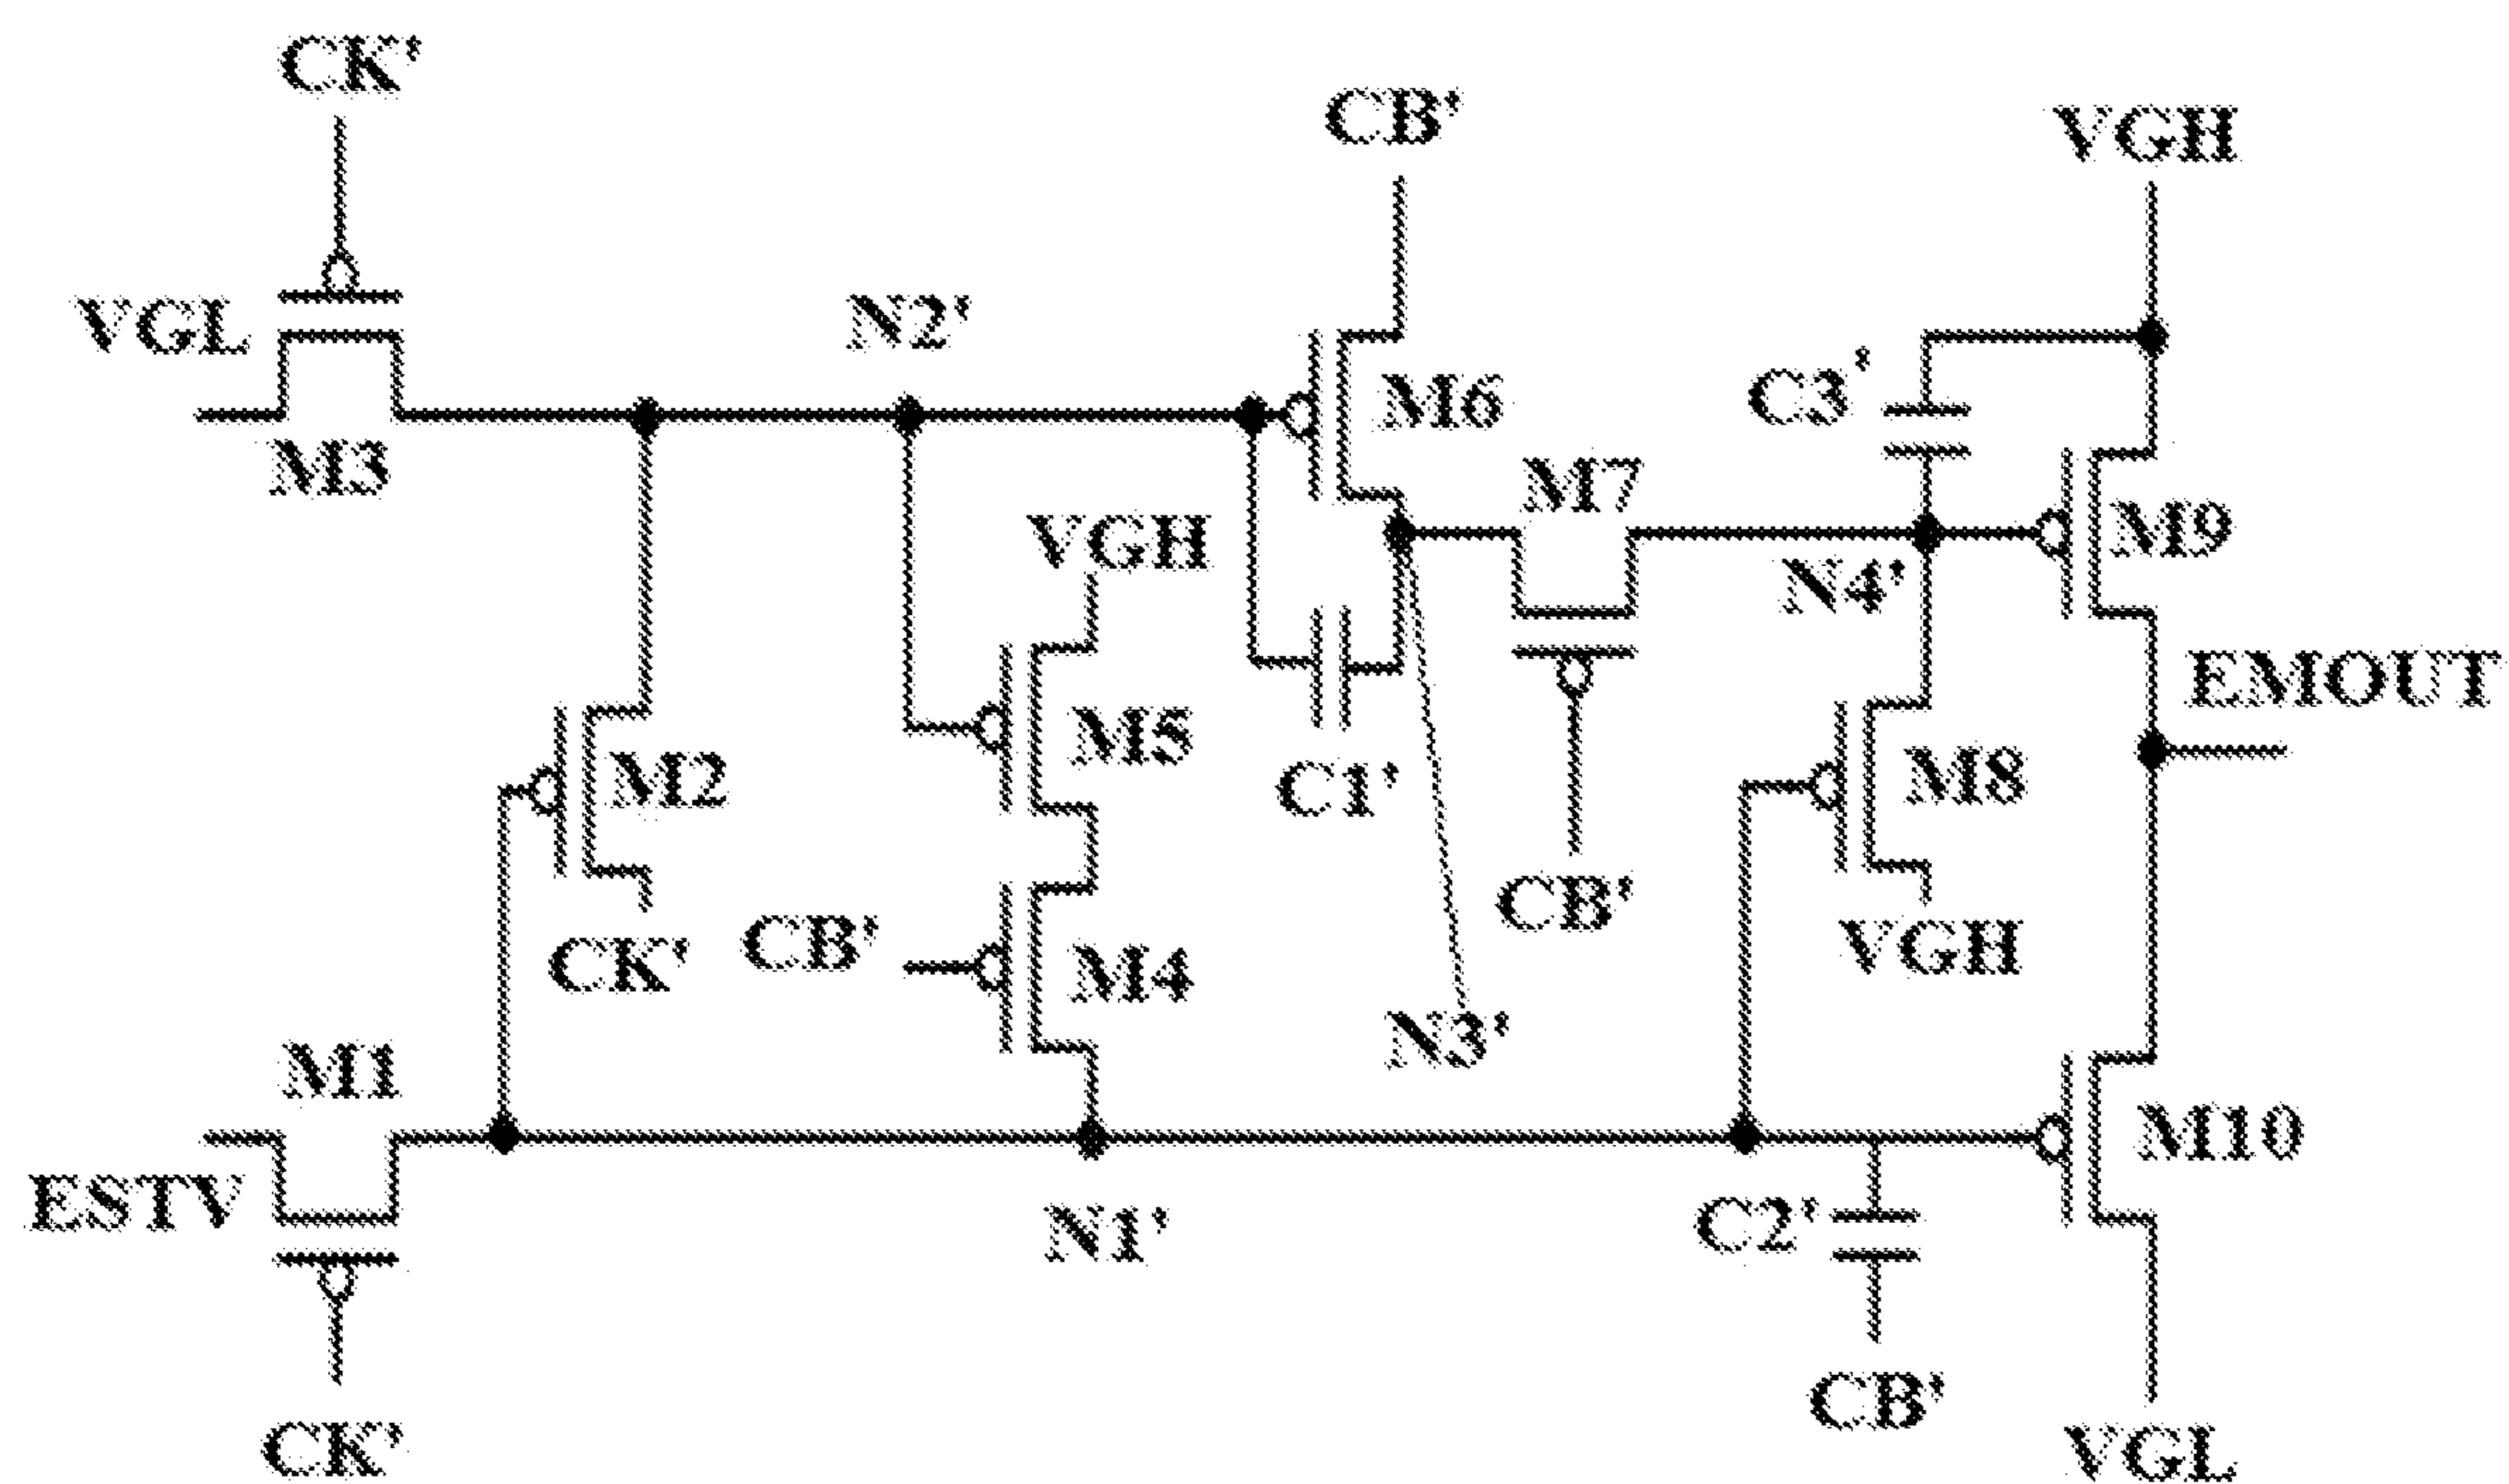 CK'
CB'
VGH
VGL
N2'
M6
C3'
M3
M7
VGH
M9
N4'
EMOUT
M5
M2
C1'
M8
CB'
CK'
CB'
M4
VGH
N3'
M1
M10
ESTV
N1'
C2'
CB'
CK'
VGL